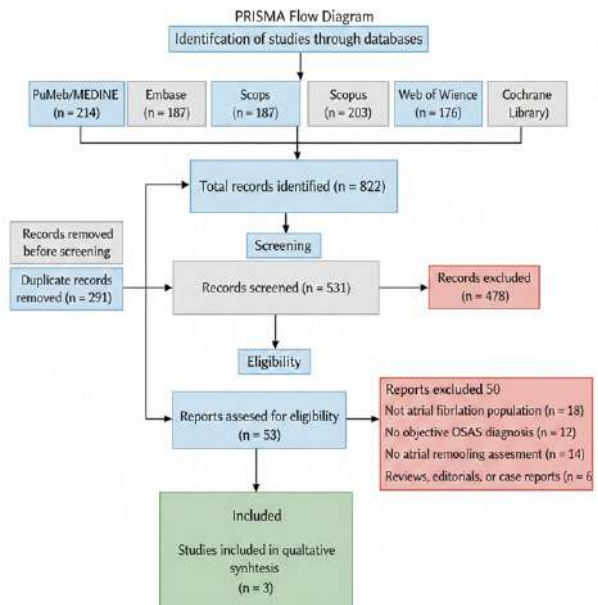 PRISMA Flow Diagram
Identifcation of studies through databases
PuMeb/MEDINE
(n = 214)
Embase
(n = 187)
Scops
(n = 187)
Scopus
(n = 203)
Web of Wience
(n = 176)
Cochrane
Library)
Total records identified (n = 822)
Records removed
before screening
Screening
Duplicate records
removed (n = 291)
Records screened (n = 531)
Records excluded
(n = 478)
Eligibility
Reports assesed for eligibility
(n = 53)
Reports excluded 50
Not atrial fibrlation population (n = 18)
No objective OSAS diagnosis (n = 12)
No atrial remooling assesment (n = 14)
Reviews, editorials, or case reports (n = 6
Included
Studies included in qualtative
synhtesis
(n = 3)